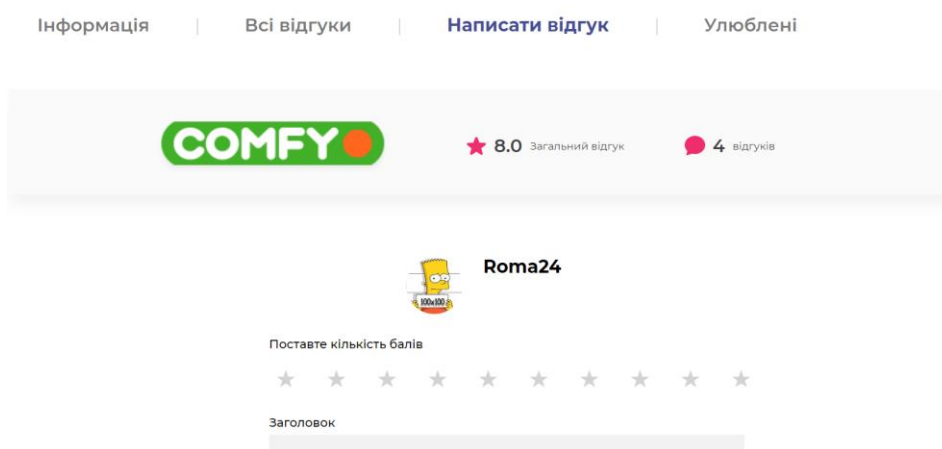 Інформація | Всі відгуки | Написати відгук | Улюблені
COMFY
8.0 Загальний відгук
4 відгуків
Roma24
100x100
Поставте кількість балів
Заголовок